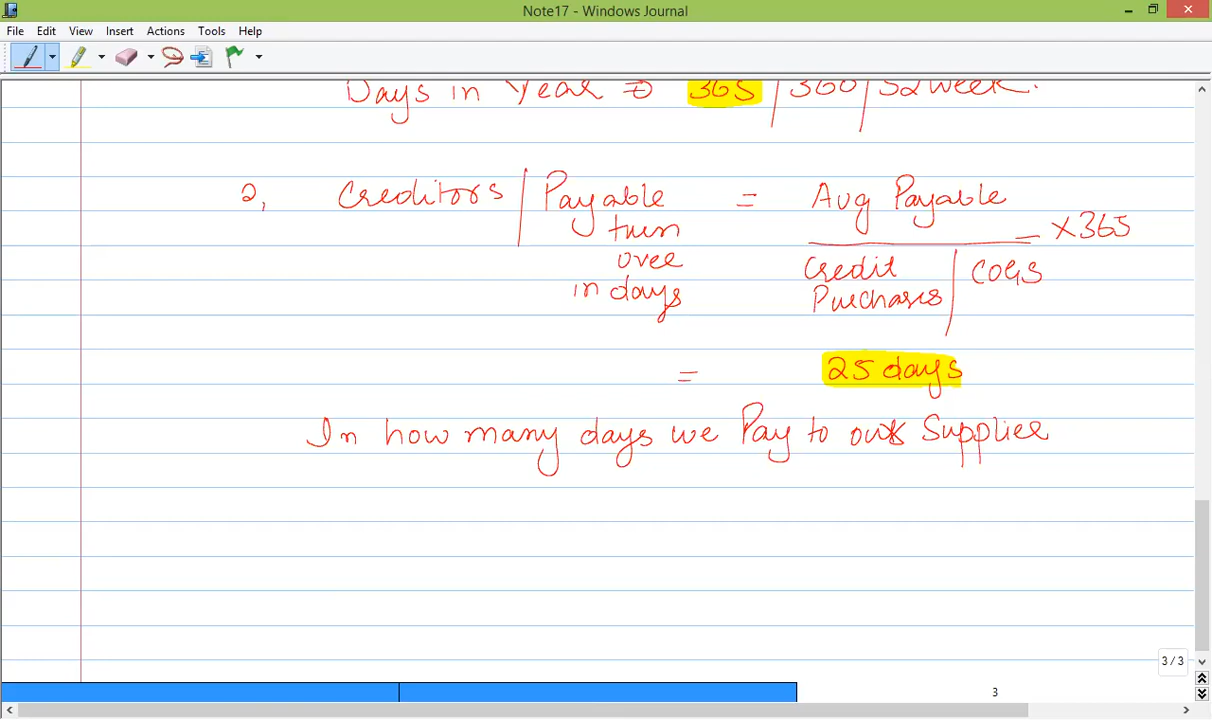 Note17 - Windows Journal
File Edit View Insert Actions Tools Help
Days in Year ⇒ 365 / 360 / 52 week.
2, Creditors | Payable turn over in days = Avg Payable × 365
Credit Purchases | COGS
= 25 days
In how many days we Pay to our Supplier
3 / 3
3